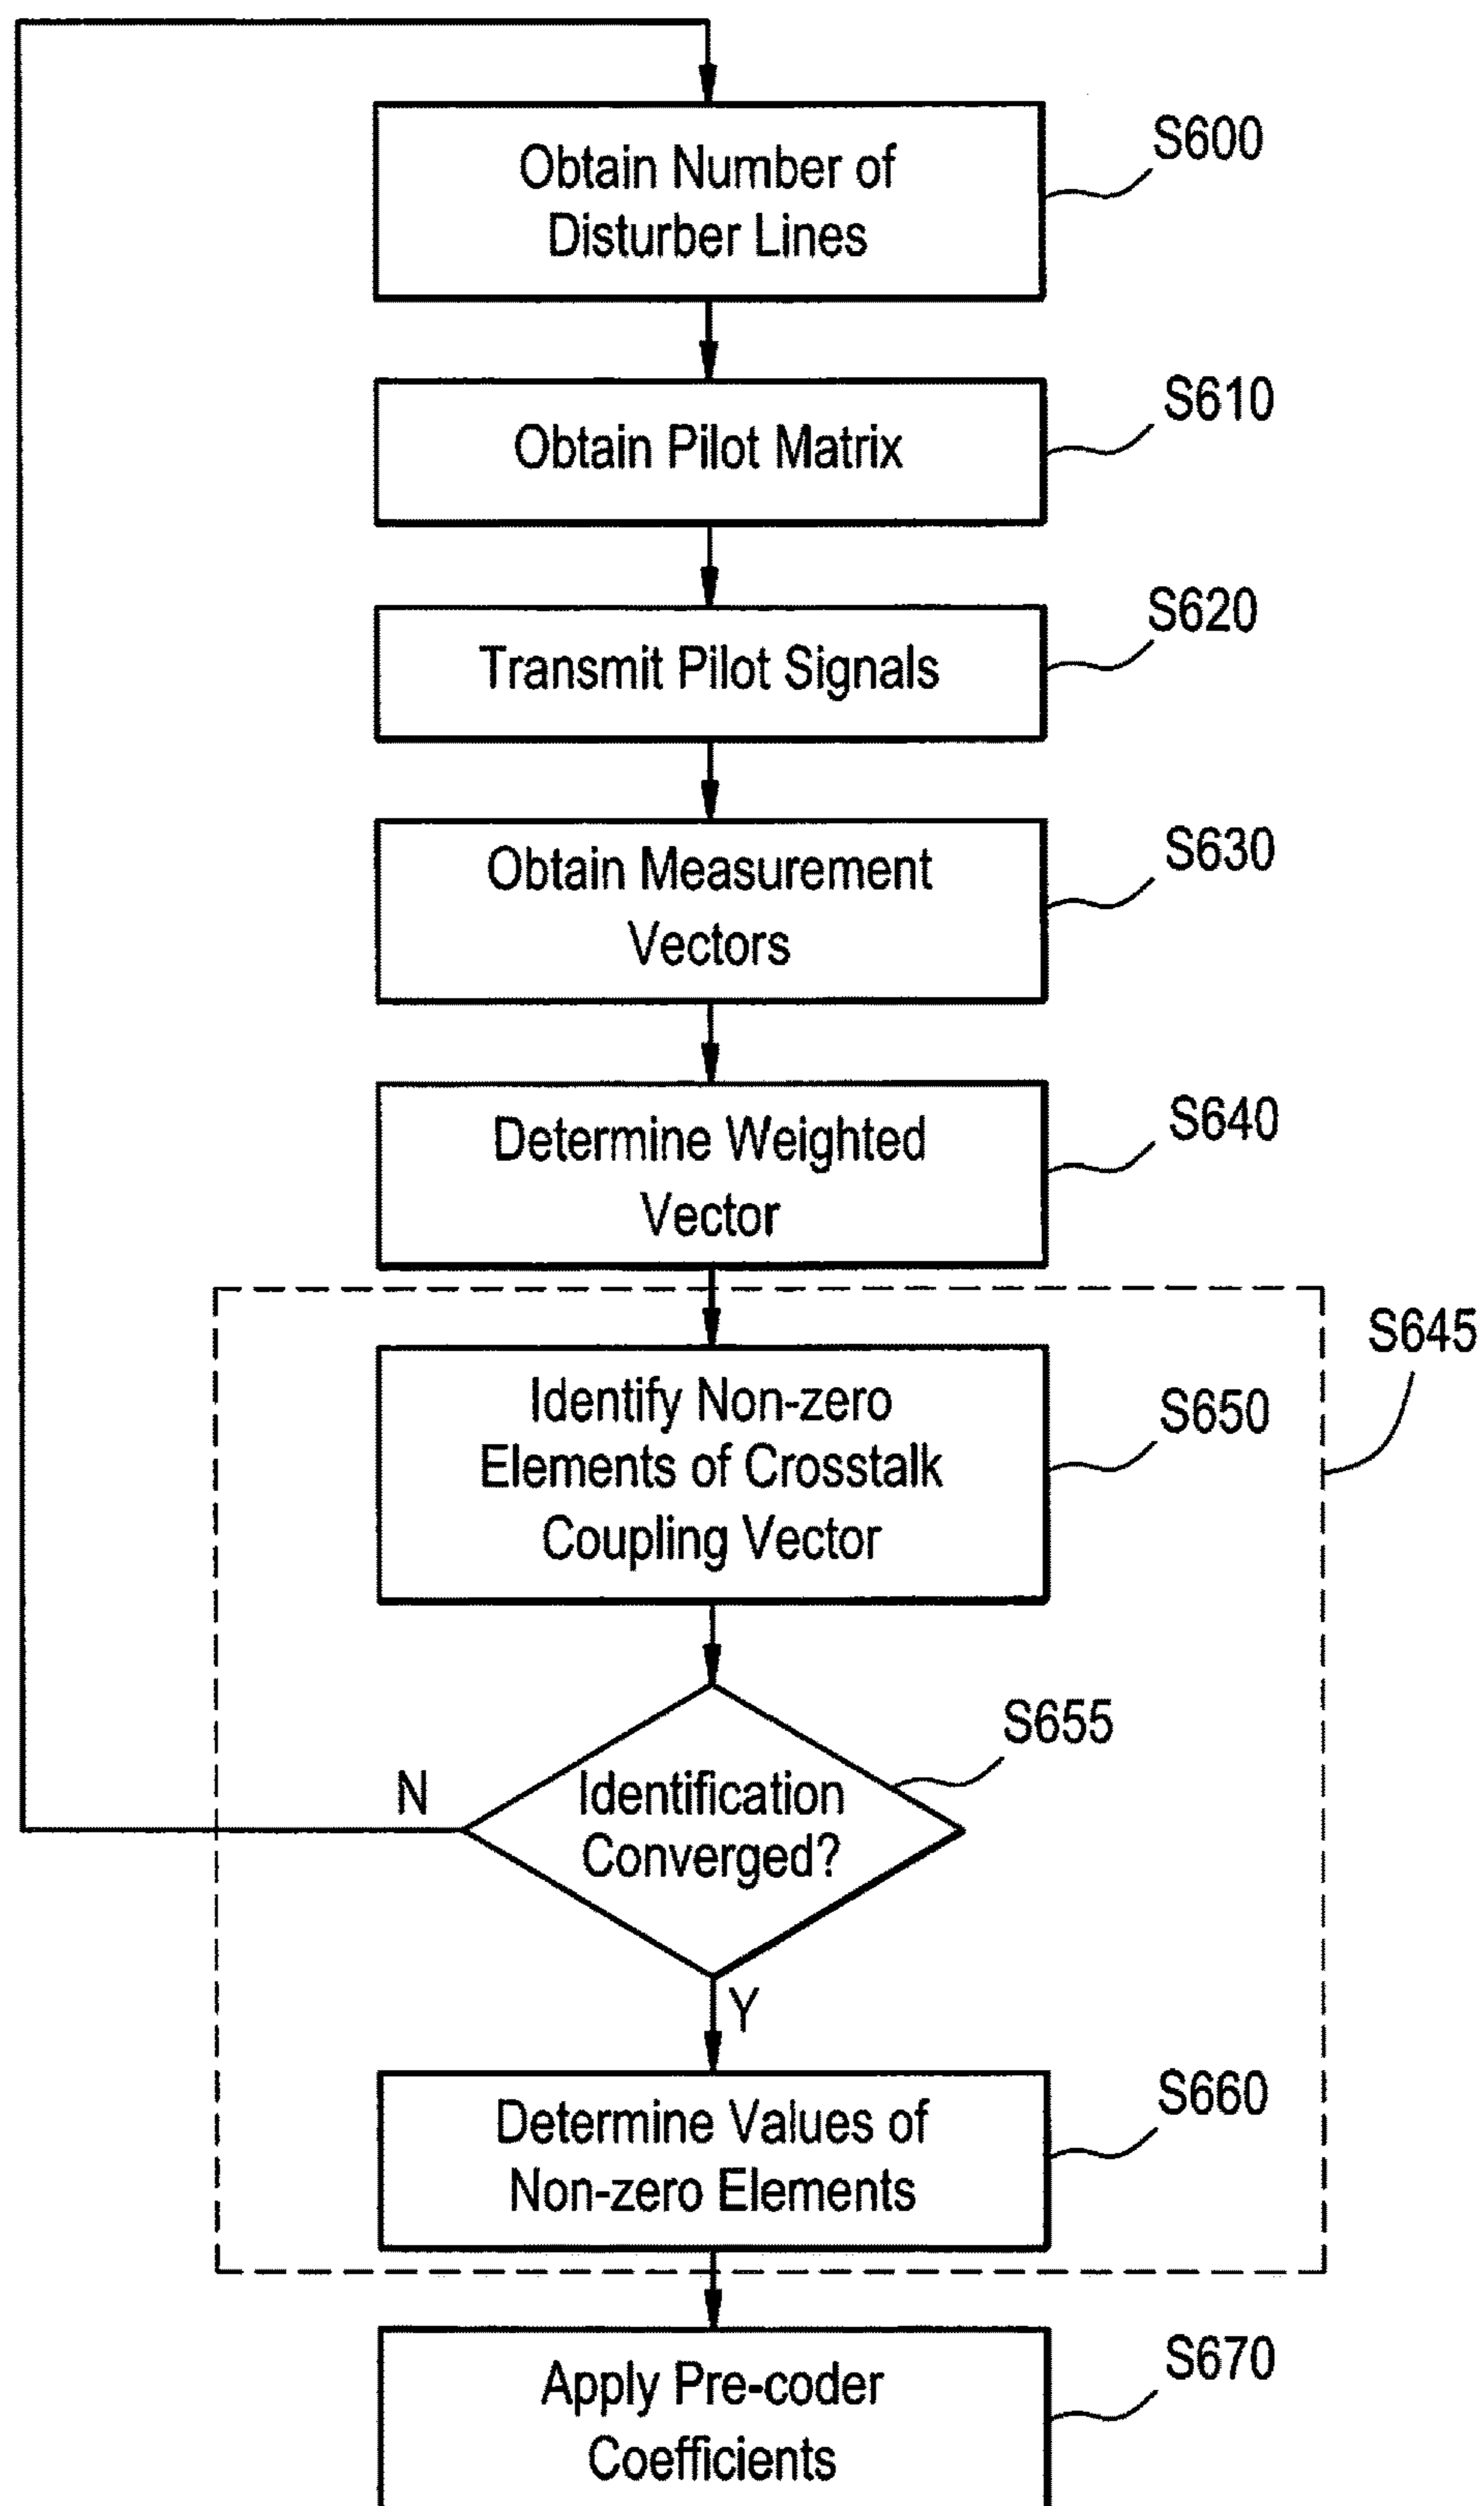 Obtain Number of
Disturber Lines
S600
Obtain Pilot Matrix
S610
Transmit Pilot Signals
S620
Obtain Measurement
Vectors
S630
Determine Weighted
Vector
S640
S645
Identify Non-zero
Elements of Crosstalk
Coupling Vector
S650
Identification
Converged?
S655
N
Y
Determine Values of
Non-zero Elements
S660
Apply Pre-coder
Coefficients
S670